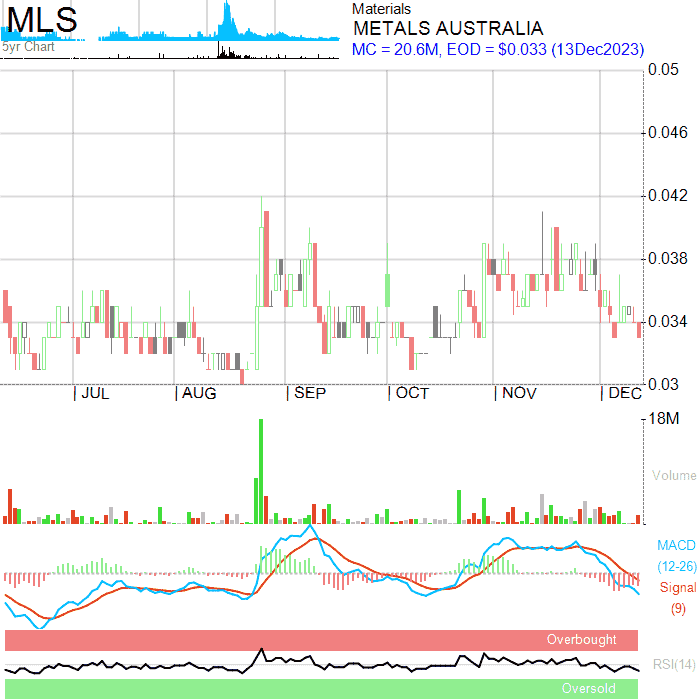 MLS
5yr Chart
Materials
METALS AUSTRALIA
MC = 20.6M, EOD = $0.033 (13Dec2023)
0.05
0.046
0.042
0.038
0.034
0.03
JUL AUG SEP OCT NOV DEC
18M
Volume
MACD
(12-26)
Signal
(9)
Overbought
RSI(14)
Oversold